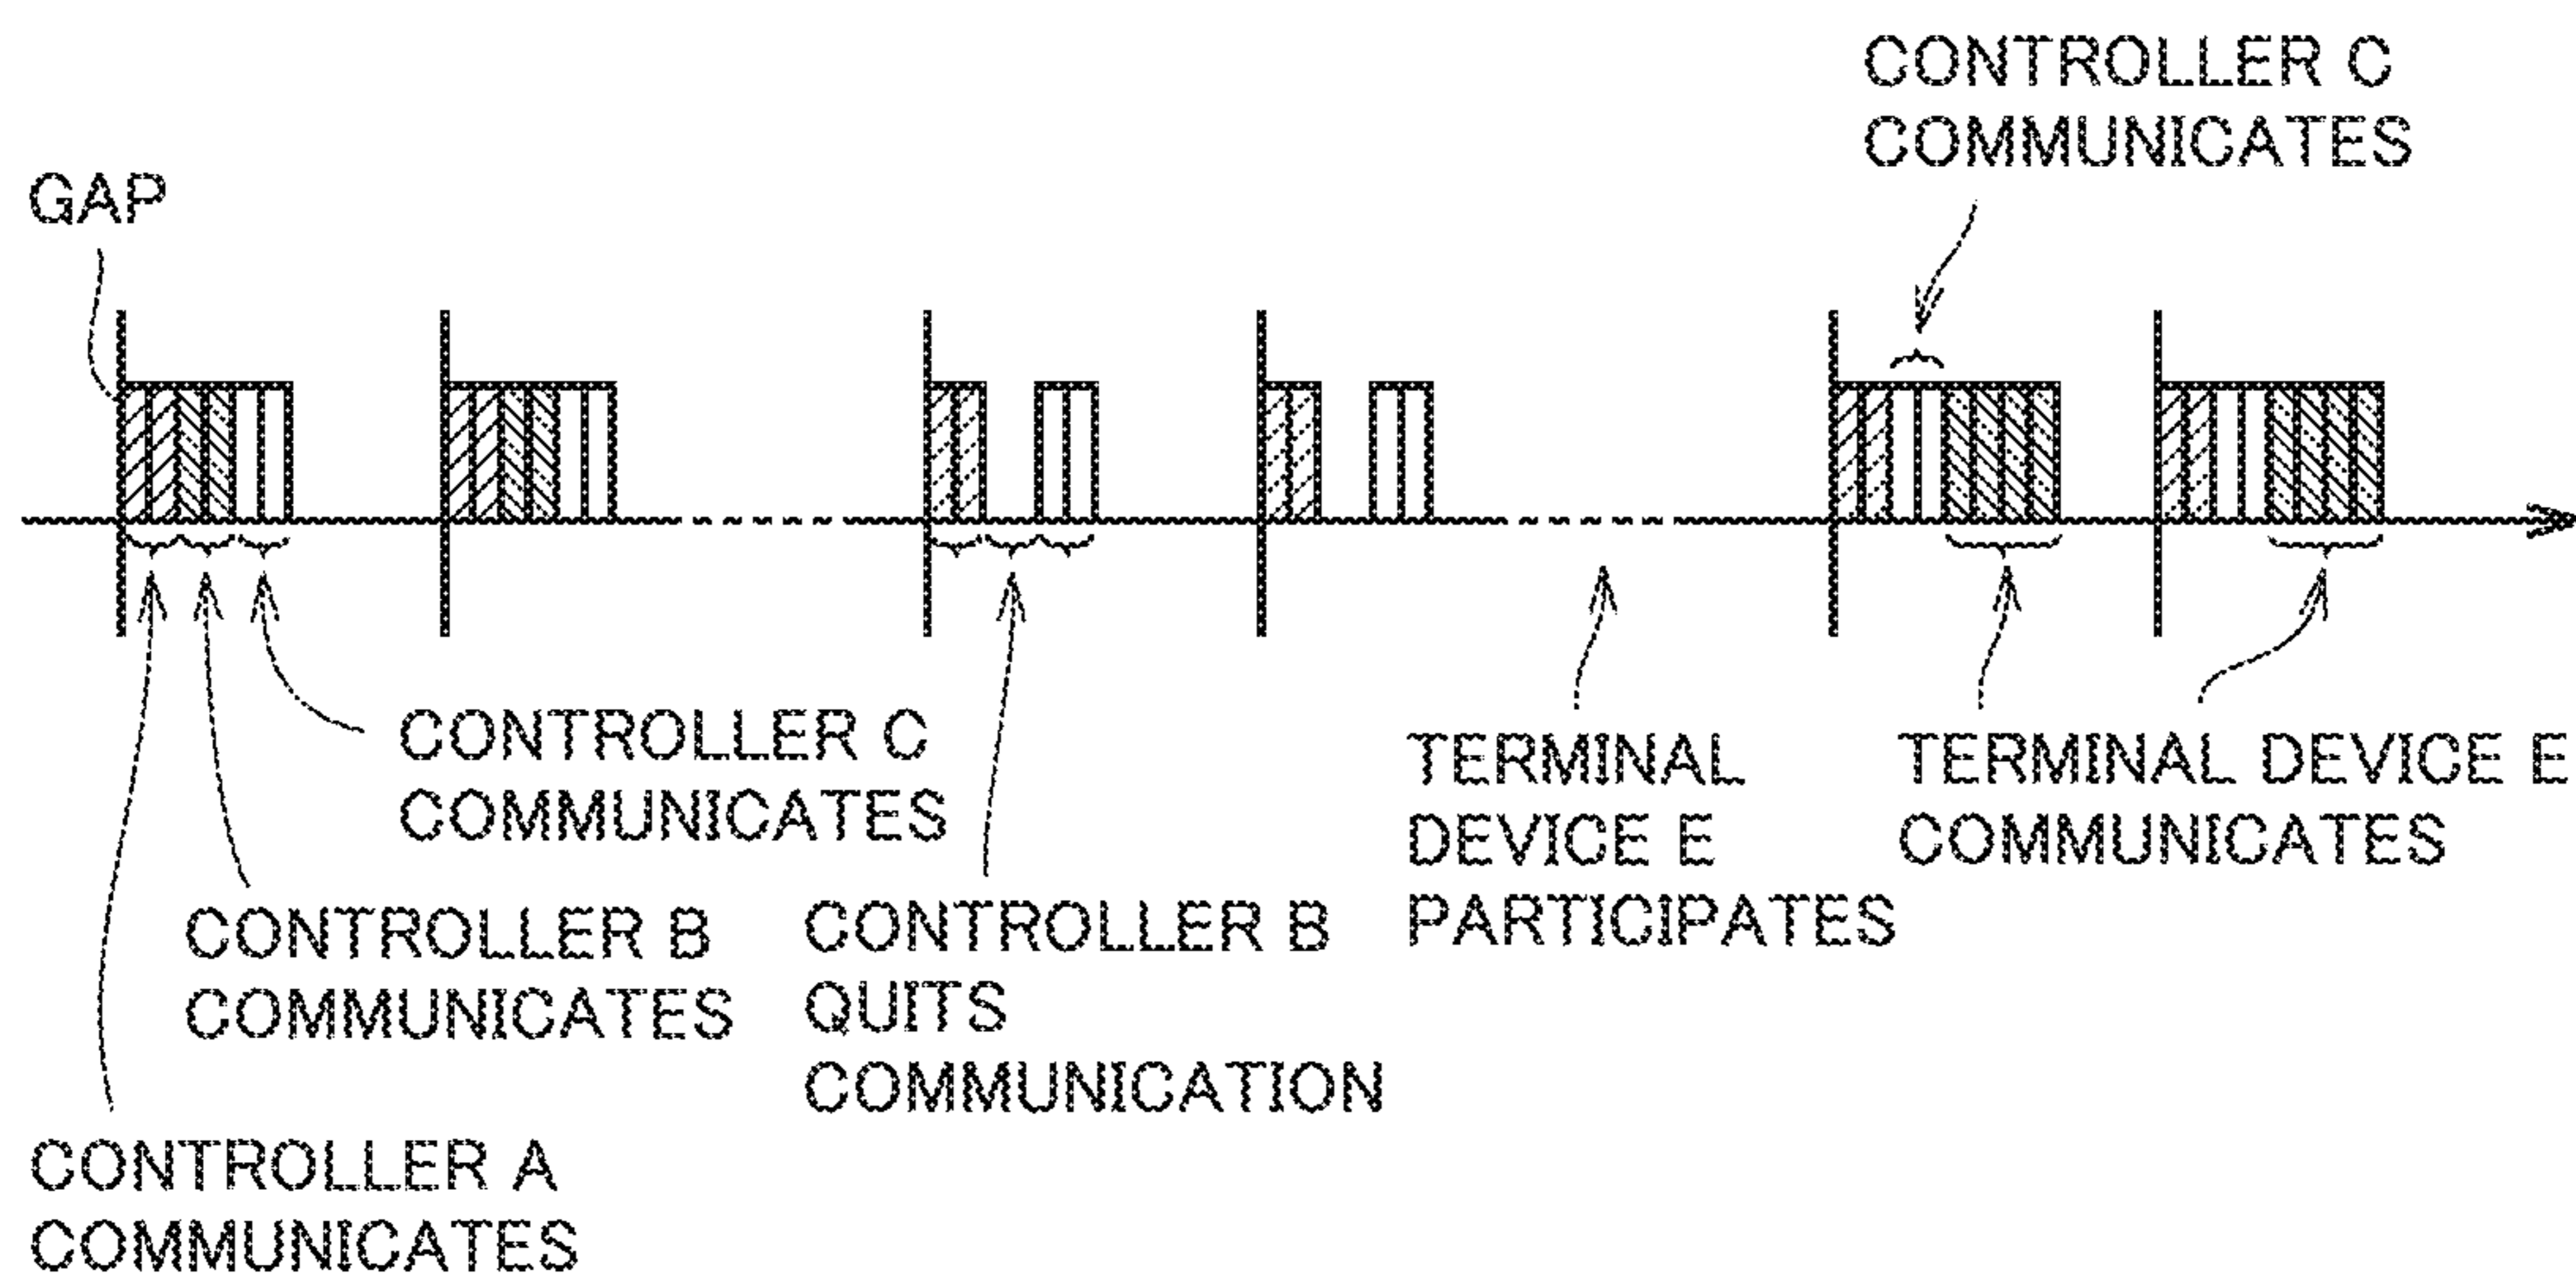 CONTROLLER C
COMMUNICATES
GAP
CONTROLLER C
COMMUNICATES
CONTROLLER B
COMMUNICATES
CONTROLLER A
COMMUNICATES
CONTROLLER B
QUITS
COMMUNICATION
TERMINAL
DEVICE E
PARTICIPATES
TERMINAL DEVICE E
COMMUNICATES